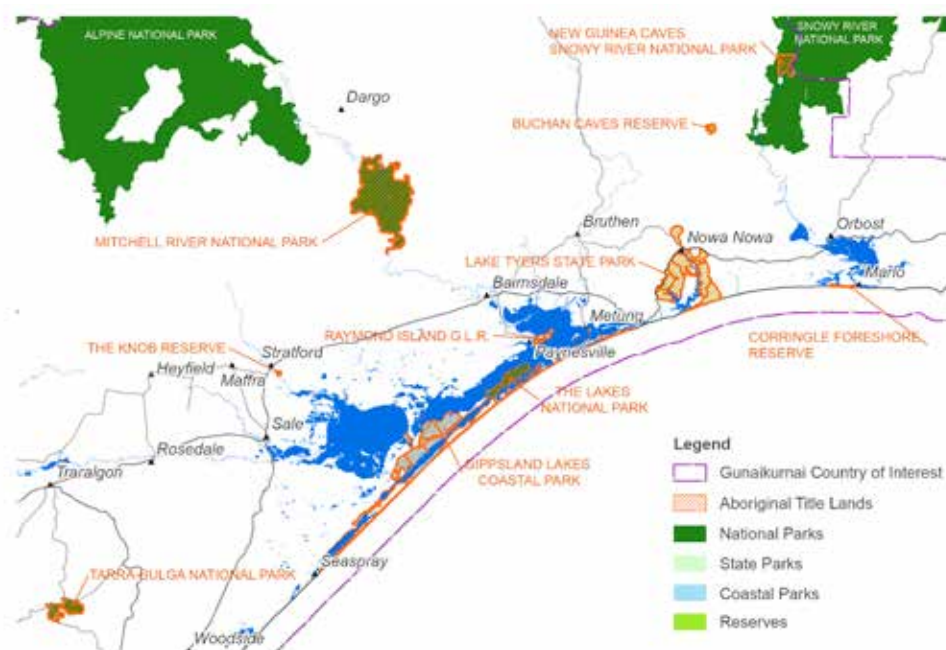 ALPINE NATIONAL PARK
NEW GUINEA CAVES,
SNOWY RIVER NATIONAL PARK
SNOWY RIVER
NATIONAL PARK
Dargo
BUCHAN CAVES RESERVE
MITCHELL RIVER NATIONAL PARK
Bruthen
Nowa Nowa
Orbost
LAKE TYERS STATE PARK
Marlo
Bairnsdale
Metung
RAYMOND ISLAND G.L.R.
CORRINGLE FORESHORE
RESERVE
THE KNOB RESERVE
Stratford
Paynesville
Heyfield
Maffra
THE LAKES
NATIONAL PARK
Sale
Rosedale
GIPPSLAND LAKES
COASTAL PARK
Traralgon
Seaspray
TARRA-BULGA NATIONAL PARK
Woodside
Legend
Gunaikurnai Country of Interest
Aboriginal Title Lands
National Parks
State Parks
Coastal Parks
Reserves